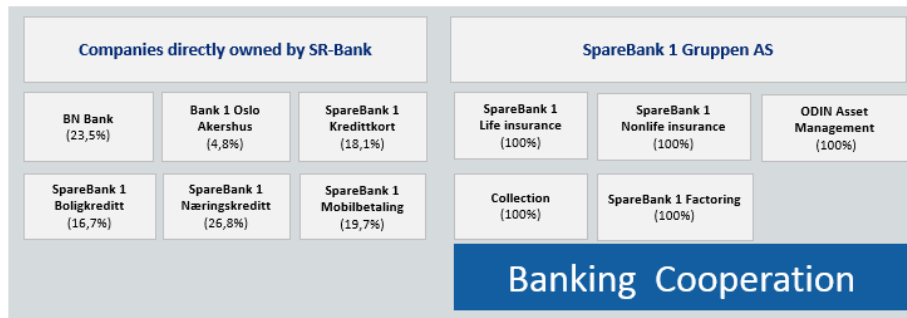 Companies directly owned by SR-Bank
BN Bank
(23,5%)
Bank 1 Oslo
Akershus
(4,8%)
SpareBank 1
Kredittkort
(18,1%)
SpareBank 1
Boligkreditt
(16,7%)
SpareBank 1
Næringskreditt
(26,8%)
SpareBank 1
Mobilbetaling
(19,7%)
SpareBank 1 Gruppen AS
SpareBank 1
Life insurance
(100%)
SpareBank 1
Nonlife insurance
(100%)
ODIN Asset
Management
(100%)
Collection
(100%)
SpareBank 1 Factoring
(100%)
Banking Cooperation